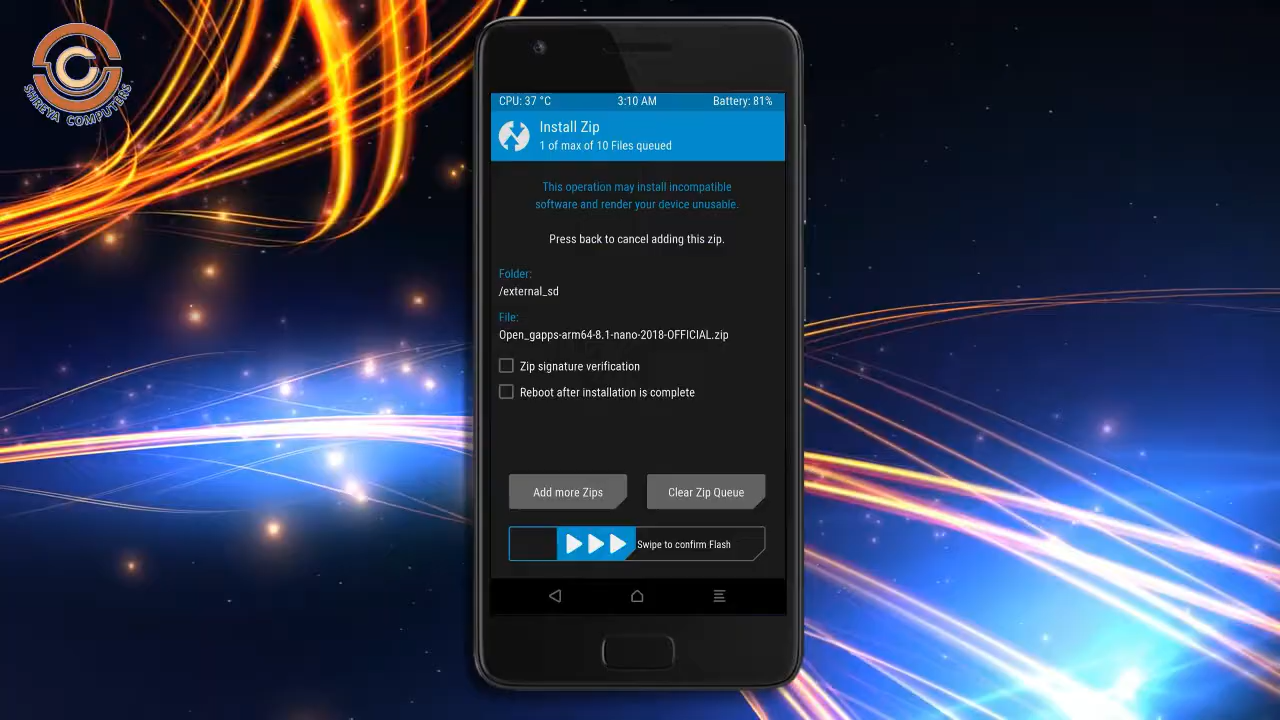 SHREYA COMPUTERS
CPU: 37 °C 3:10 AM Battery: 81%
Install Zip
1 of max of 10 Files queued
This operation may install incompatible
software and render your device unusable.
Press back to cancel adding this zip.
Folder:
/external_sd
File:
Open_gapps-arm64-8.1-nano-2018-OFFICIAL.zip
Zip signature verification
Reboot after installation is complete
Add more Zips Clear Zip Queue
Swipe to confirm Flash